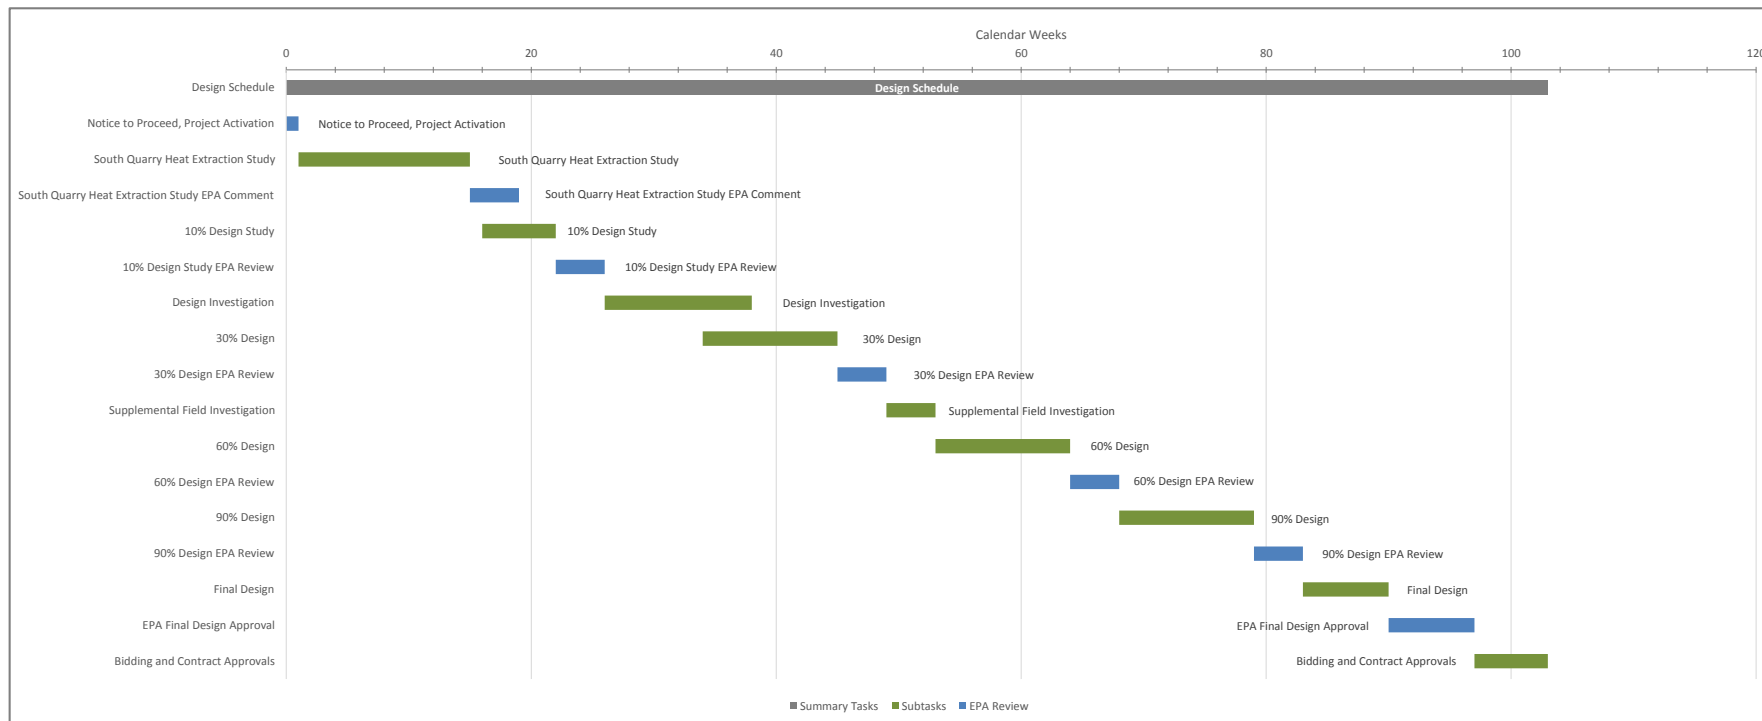 Calendar Weeks
0 20 40 60 80 100 120
Design Schedule Design Schedule
Notice to Proceed, Project Activation Notice to Proceed, Project Activation
South Quarry Heat Extraction Study South Quarry Heat Extraction Study
South Quarry Heat Extraction Study EPA Comment South Quarry Heat Extraction Study EPA Comment
10% Design Study 10% Design Study
10% Design Study EPA Review 10% Design Study EPA Review
Design Investigation Design Investigation
30% Design 30% Design
30% Design EPA Review 30% Design EPA Review
Supplemental Field Investigation Supplemental Field Investigation
60% Design 60% Design
60% Design EPA Review 60% Design EPA Review
90% Design 90% Design
90% Design EPA Review 90% Design EPA Review
Final Design Final Design
EPA Final Design Approval EPA Final Design Approval
Bidding and Contract Approvals Bidding and Contract Approvals
Summary Tasks Subtasks EPA Review